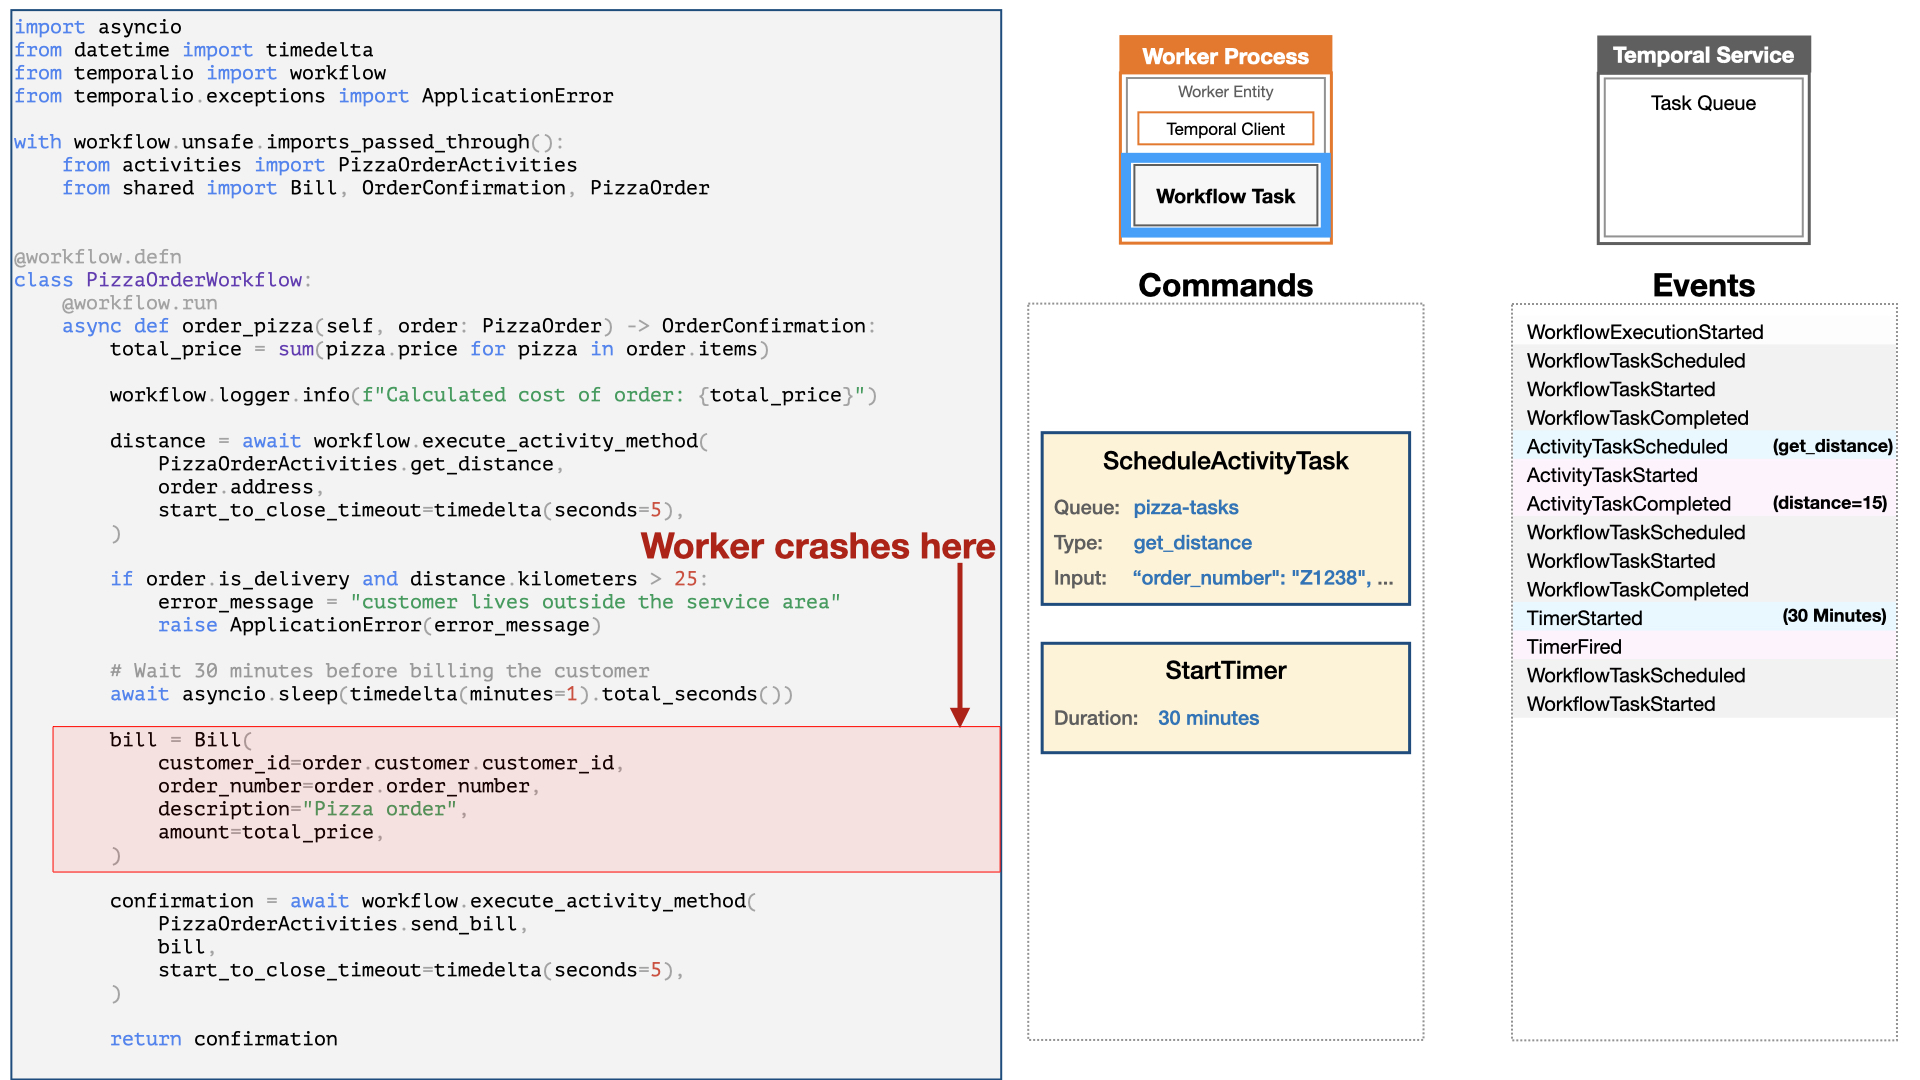 import asyncio
from datetime import timedelta
from temporalio import workflow
from temporalio.exceptions import ApplicationError
with workflow.unsafe.imports_passed_through():
from activities import PizzaOrderActivities
from shared import Bill, OrderConfirmation, PizzaOrder
@workflow.defn
class PizzaOrderWorkflow:
@workflow.run
async def order_pizza(self, order: PizzaOrder) -> OrderConfirmation:
total_price = sum(pizza.price for pizza in order.items)
workflow.logger.info(f"Calculated cost of order: {total_price}")
distance = await workflow.execute_activity_method(
PizzaOrderActivities.get_distance,
order.address,
start_to_close_timeout=timedelta(seconds=5),
)
Worker crashes here
if order.is_delivery and distance.kilometers > 25:
error_message = "customer lives outside the service area"
raise ApplicationError(error_message)
# Wait 30 minutes before billing the customer
await asyncio.sleep(timedelta(minutes=1).total_seconds())
bill = Bill(
customer_id=order.customer.customer_id,
order_number=order.order_number,
description="Pizza order",
amount=total_price,
)
confirmation = await workflow.execute_activity_method(
PizzaOrderActivities.send_bill,
bill,
start_to_close_timeout=timedelta(seconds=5),
)
return confirmation
Worker Process
Worker Entity
Temporal Client
Workflow Task
Commands
ScheduleActivityTask
Queue: pizza-tasks
Type: get_distance
Input: “order_number": "Z1238", ...
StartTimer
Duration: 30 minutes
Temporal Service
Task Queue
Events
WorkflowExecutionStarted
WorkflowTaskScheduled
WorkflowTaskStarted
WorkflowTaskCompleted
ActivityTaskScheduled (get_distance)
ActivityTaskStarted
ActivityTaskCompleted (distance=15)
WorkflowTaskScheduled
WorkflowTaskStarted
WorkflowTaskCompleted
TimerStarted (30 Minutes)
TimerFired
WorkflowTaskScheduled
WorkflowTaskStarted